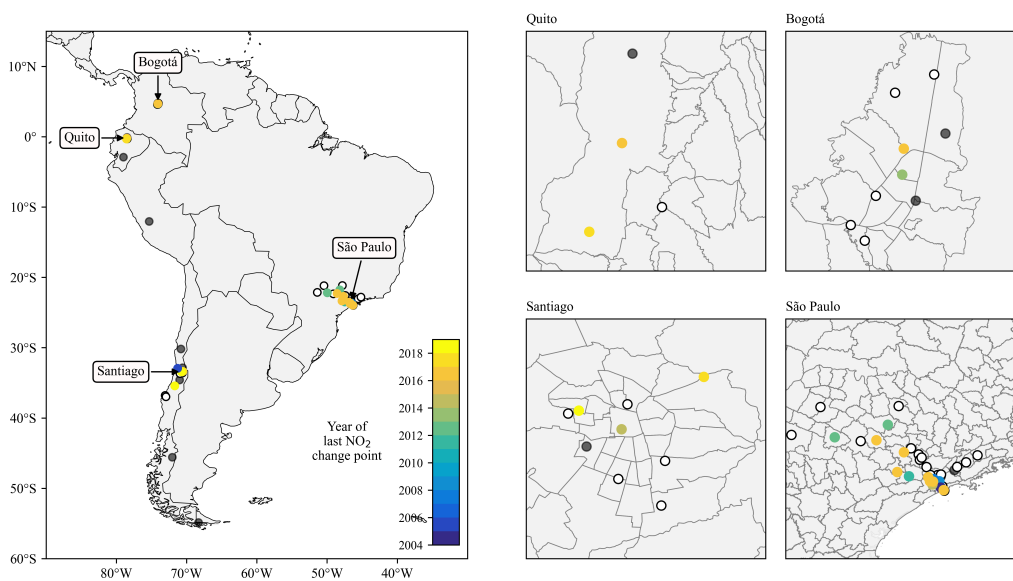 Quito
Bogotá
10°N
0°
10°S
20°S
30°S
40°S
50°S
60°S
Bogotá
Quito
São Paulo
Santiago
Year of
last NO₂
change point
2018
2016
2014
2012
2010
2008
2006
2004
80°W
70°W
60°W
50°W
40°W
Santiago
São Paulo